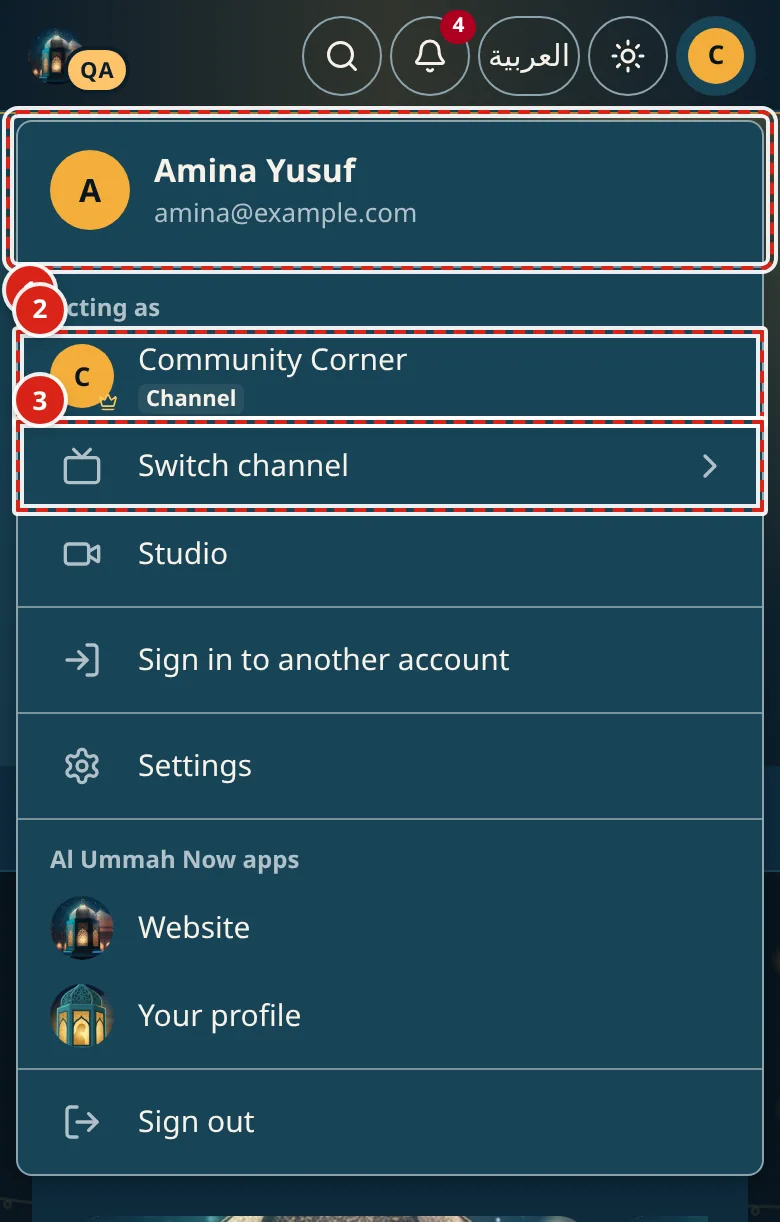 QA
4
العربية
C
A
Amina Yusuf
amina@example.com
2
cting as
C
Community Corner
3
Channel
Switch channel
Studio
Sign in to another account
Settings
Al Ummah Now apps
Website
Your profile
Sign out